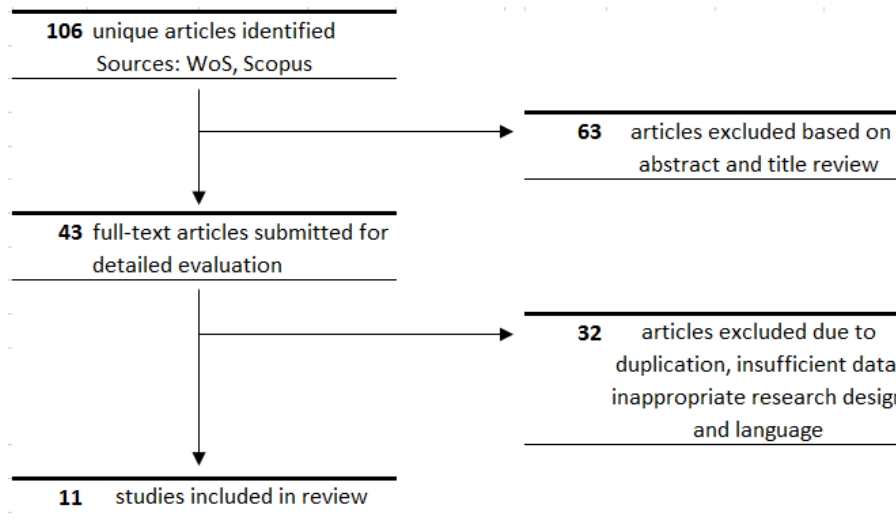 106 unique articles identified
Sources: WoS, Scopus
63 articles excluded based on
abstract and title review
43 full-text articles submitted for
detailed evaluation
32 articles excluded due to
duplication, insufficient data
inappropriate research design
and language
11 studies included in review